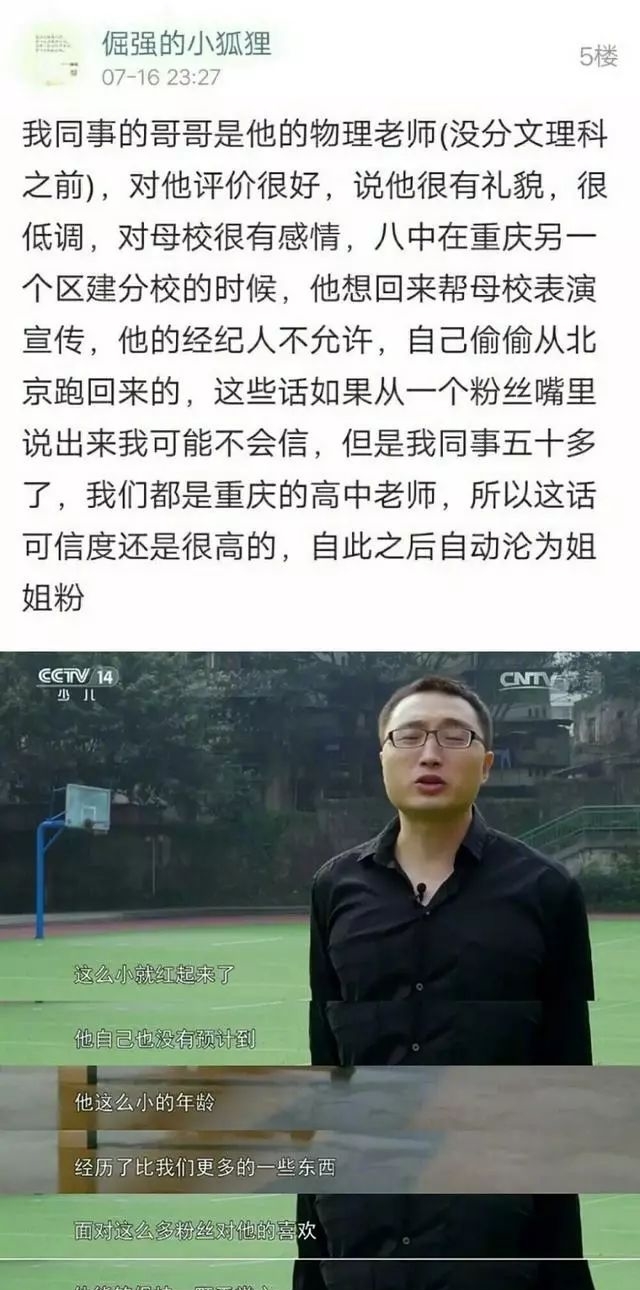 倔强的小狐狸
07-16 23:27
5楼
我同事的哥哥是他的物理老师(没分文理科
之前)，对他评价很好，说他很有礼貌，很
低调，对母校很有感情，八中在重庆另一
个区建分校的时候，他想回来帮母校表演
宣传，他的经纪人不允许，自己偷偷从北
京跑回来的，这些话如果从一个粉丝嘴里
说出来我可能不会信，但是我同事五十多
了，我们都是重庆的高中老师，所以这话
可信度还是很高的，自此之后自动沦为姐
姐粉
CCTV 14
少儿
CNTV
这么小就红起来了
他自己也没有预计到
他这么小的年龄
经历了比我们更多的一些东西
面对这么多粉丝对他的喜欢